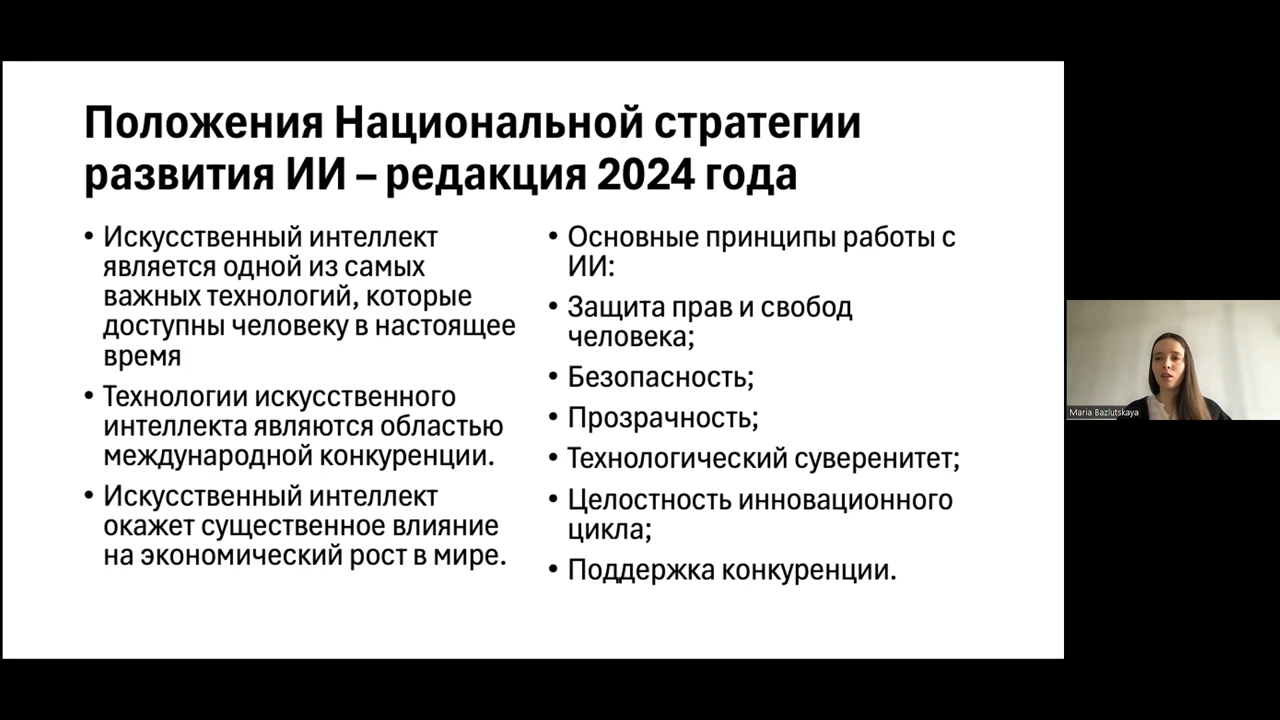 Положения Национальной стратегии
развития ИИ – редакция 2024 года
• Искусственный интеллект
является одной из самых
важных технологий, которые
доступны человеку в настоящее
время
• Технологии искусственного
интеллекта являются областью
международной конкуренции.
• Искусственный интеллект
окажет существенное влияние
на экономический рост в мире.
• Основные принципы работы с
ИИ:
• Защита прав и свобод
человека;
• Безопасность;
• Прозрачность;
• Технологический суверенитет;
• Целостность инновационного
цикла;
• Поддержка конкуренции.
Maria Bazlutskaya